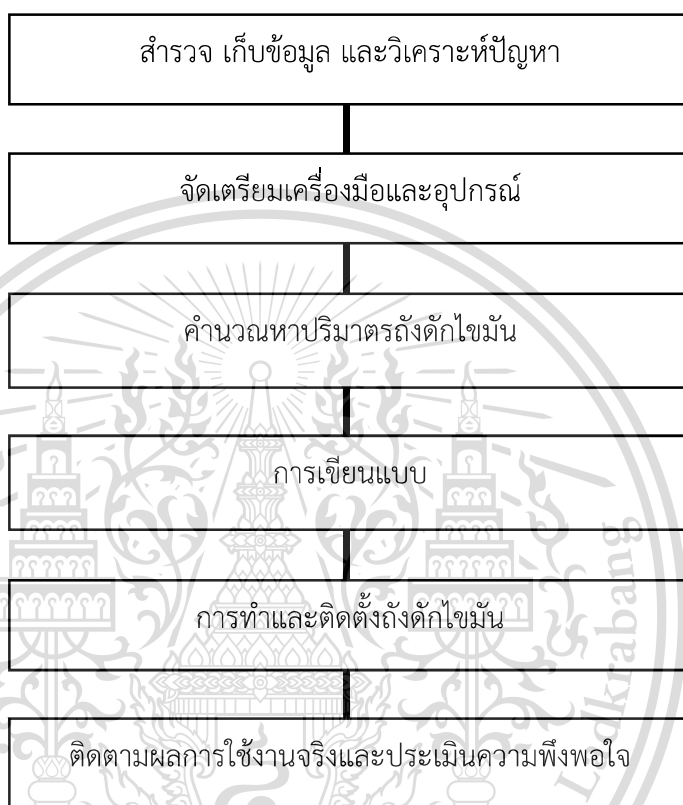 สำรวจ เก็บข้อมูล และวิเคราะห์ปัญหา
จัดเตรียมเครื่องมือและอุปกรณ์
คำนวณหาปริมาตรถังดักไขมัน
การเขียนแบบ
การทำและติดตั้งถังดักไขมัน
ติดตามผลการใช้งานจริงและประเมินความพึงพอใจ
Ladkrabang